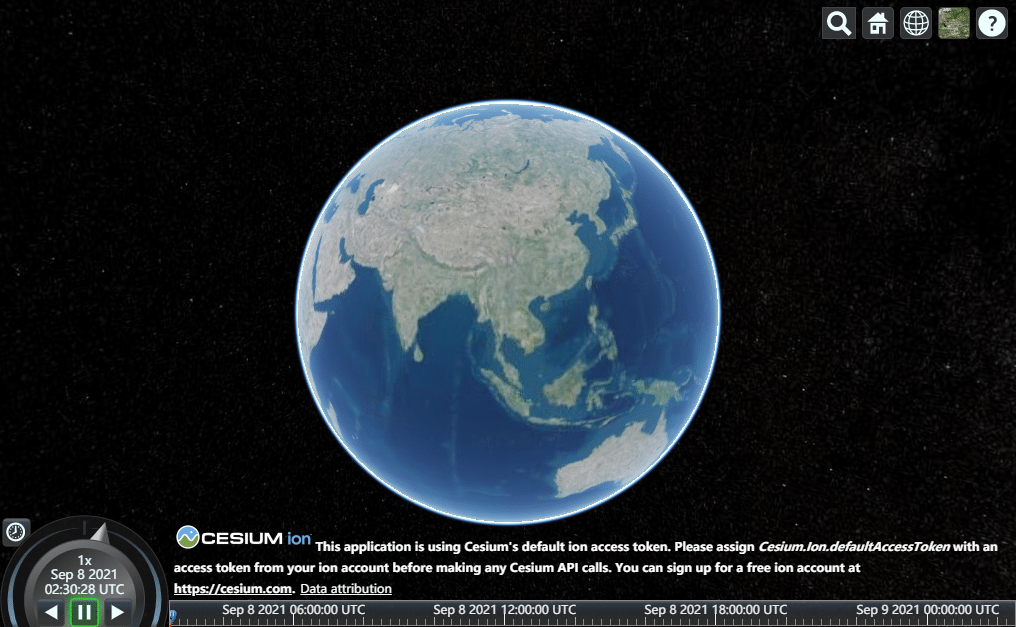 ?
CESIUM ion This application is using Cesium's default ion access token. Please assign Cesium.Ion.defaultAccessToken with an
access token from your ion account before making any Cesium API calls. You can sign up for a free ion account at
https://cesium.com. Data attribution
1x
Sep 8 2021
02:30:28 UTC
Sep 8 2021 06:00:00 UTC
Sep 8 2021 12:00:00 UTC
Sep 8 2021 18:00:00 UTC
Sep 9 2021 00:00:00 UTC